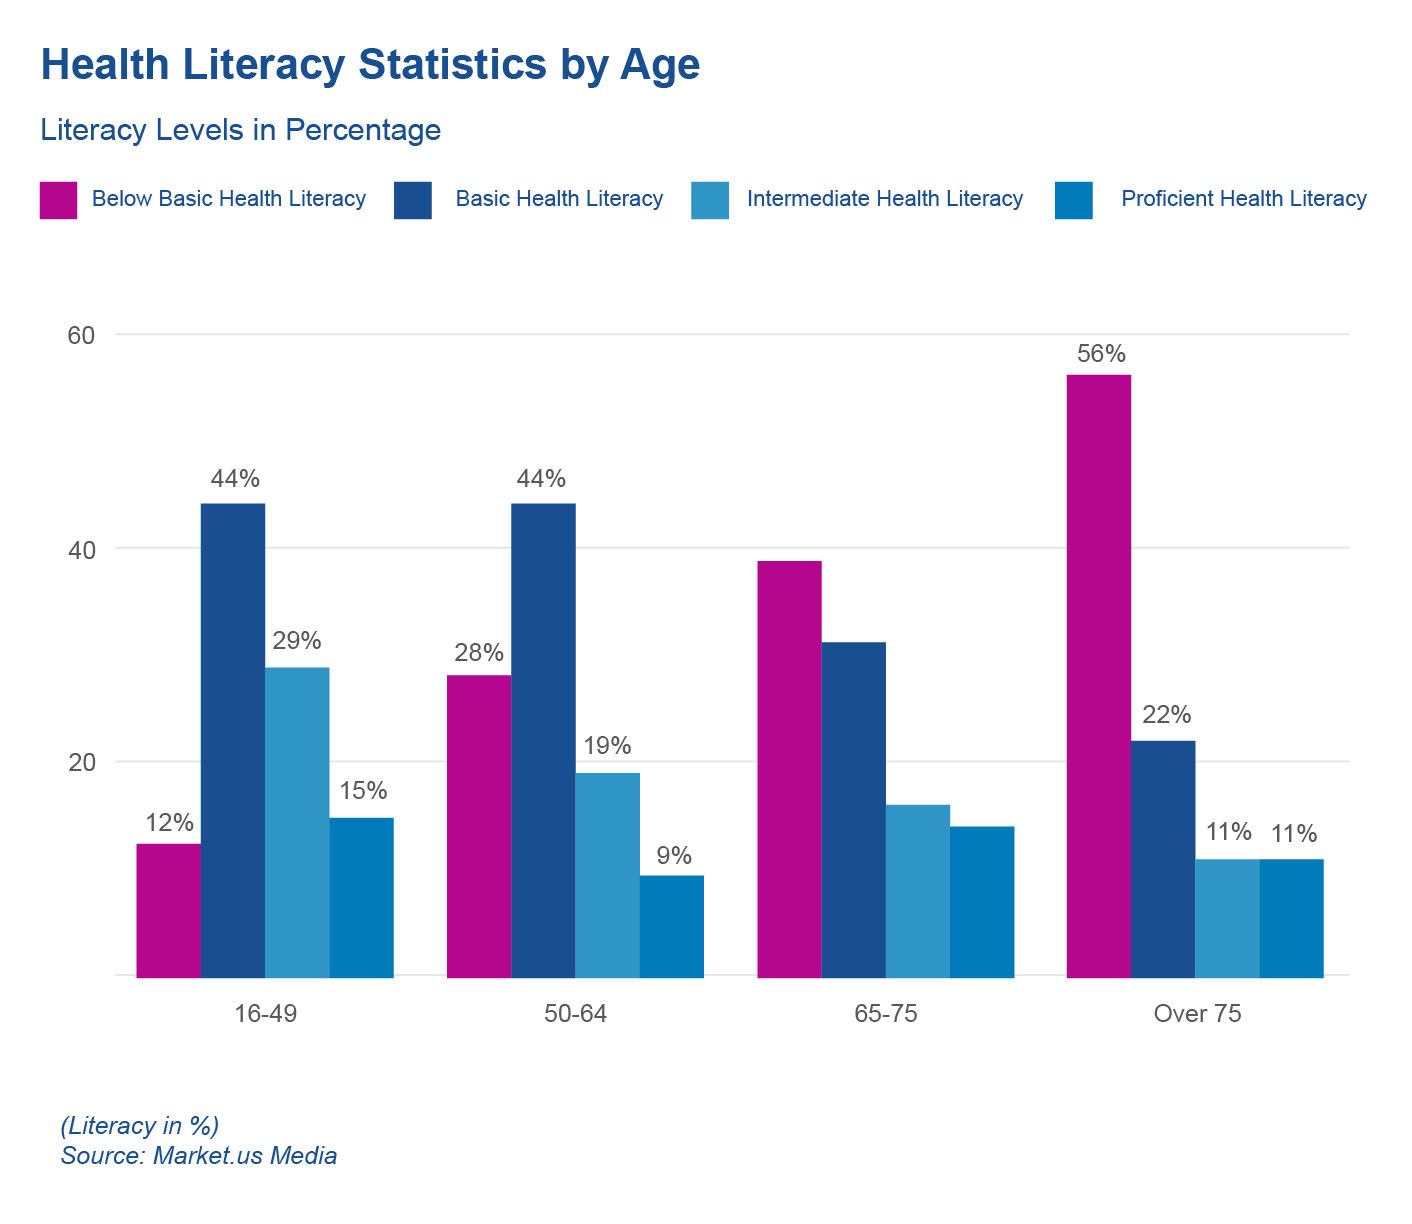 Health Literacy Statistics by Age
Literacy Levels in Percentage
Below Basic Health Literacy Basic Health Literacy Intermediate Health Literacy Proficient Health Literacy
60
56%
44% 44%
40
29% 28%
22%
19%
20
15%
12% 11% 11%
9%
16-49 50-64 65-75 Over 75
(Literacy in %)
Source: Market.us Media